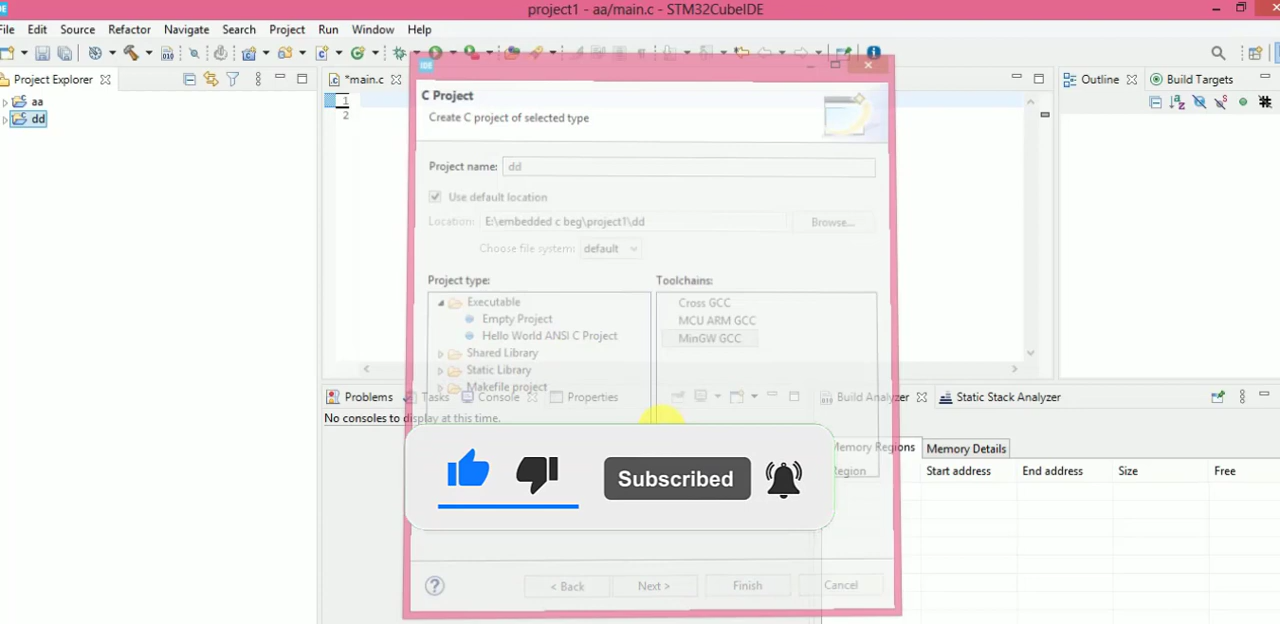 project1 - aa/main.c - STM32CubeIDE
File Edit Source Refactor Navigate Search Project Run Window Help
Project Explorer
*main.c
Outline
Build Targets
aa
dd
1
2
IDE
C Project
Create C project of selected type
Project name: dd
Use default location
Location: E:\embedded c beg\project1\dd Browse...
Choose file system: default
Project type: Toolchains:
Executable
Empty Project
Hello World ANSI C Project
Shared Library
Static Library
Makefile project
Cross GCC
MCU ARM GCC
MinGW GCC
Problems Tasks Console Properties
Build Analyzer Static Stack Analyzer
No consoles to display at this time.
Memory Regions Memory Details
Region Start address End address Size Free
Subscribed
? < Back Next > Finish Cancel